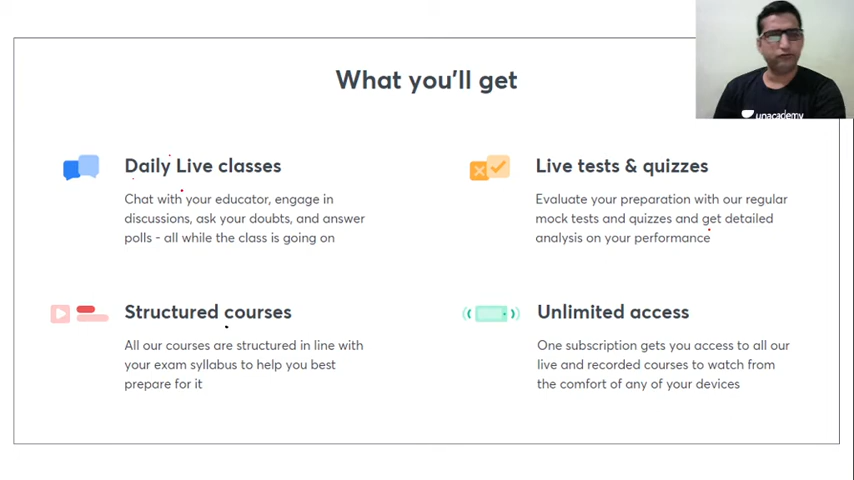 What you'll get
unacademy
Daily Live classes
Chat with your educator, engage in
discussions, ask your doubts, and answer
polls - all while the class is going on
Live tests & quizzes
Evaluate your preparation with our regular
mock tests and quizzes and get detailed
analysis on your performance
Structured courses
All our courses are structured in line with
your exam syllabus to help you best
prepare for it
Unlimited access
One subscription gets you access to all our
live and recorded courses to watch from
the comfort of any of your devices